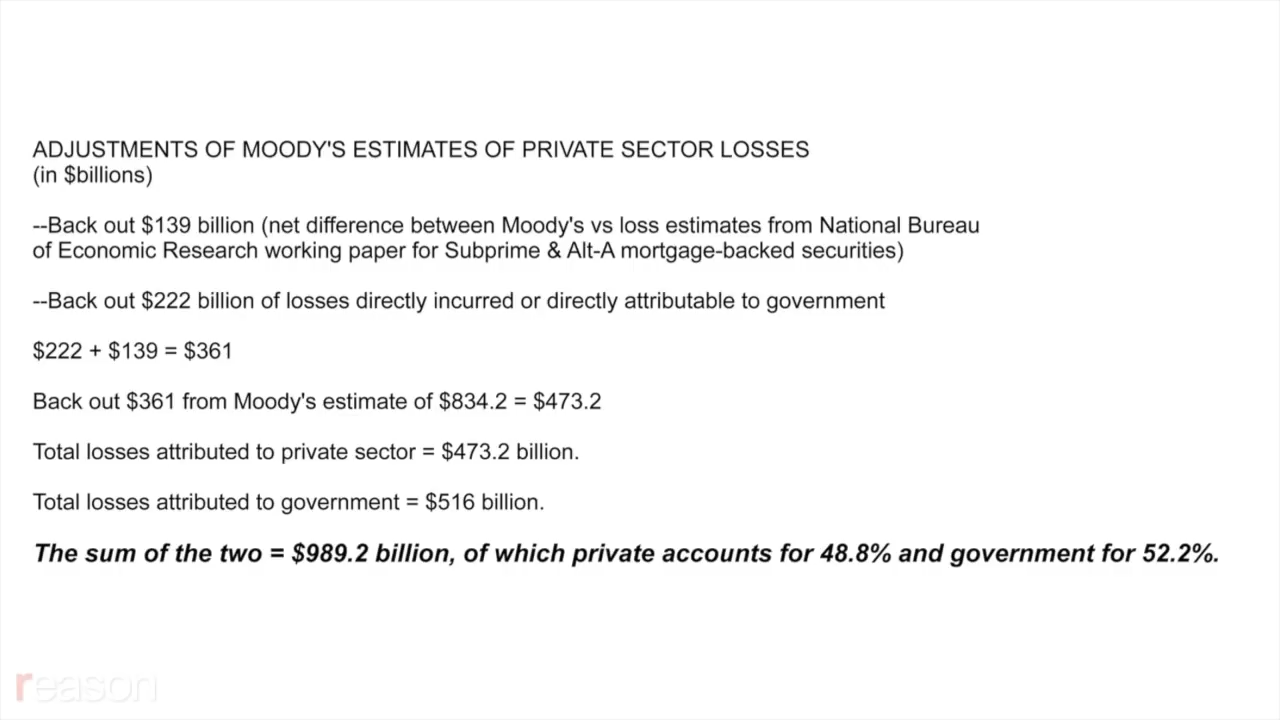 ADJUSTMENTS OF MOODY'S ESTIMATES OF PRIVATE SECTOR LOSSES
(in $billions)
--Back out $139 billion (net difference between Moody's vs loss estimates from National Bureau
of Economic Research working paper for Subprime & Alt-A mortgage-backed securities)
--Back out $222 billion of losses directly incurred or directly attributable to government
$222 + $139 = $361
Back out $361 from Moody's estimate of $834.2 = $473.2
Total losses attributed to private sector = $473.2 billion.
Total losses attributed to government = $516 billion.
The sum of the two = $989.2 billion, of which private accounts for 48.8% and government for 52.2%.
reason